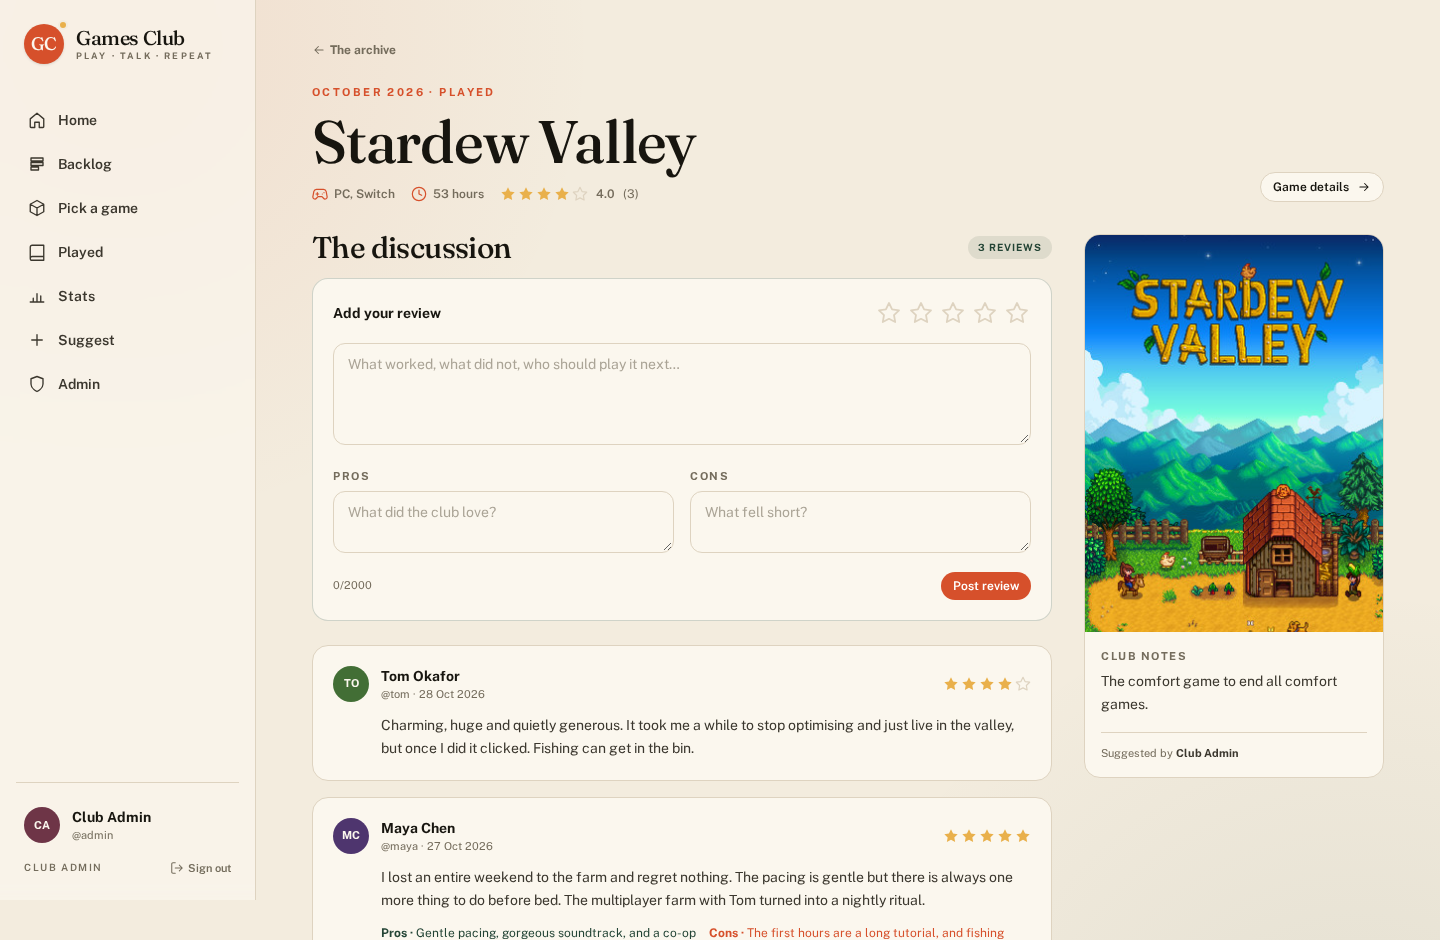 GC
Games Club
PLAY · TALK · REPEAT
Home
Backlog
Pick a game
Played
Stats
Suggest
Admin
Club Admin
@admin
CA
CLUB ADMIN
Sign out
← The archive
OCTOBER 2026 · PLAYED
Stardew Valley
PC, Switch
53 hours
4.0 (3)
Game details →
The discussion
3 REVIEWS
Add your review
What worked, what did not, who should play it next...
PROS
CONS
What did the club love?
What fell short?
0/2000
Post review
TO
Tom Okafor
@tom · 28 Oct 2026
Charming, huge and quietly generous. It took me a while to stop optimising and just live in the valley,
but once I did it clicked. Fishing can get in the bin.
MC
Maya Chen
@maya · 27 Oct 2026
I lost an entire weekend to the farm and regret nothing. The pacing is gentle but there is always one
more thing to do before bed. The multiplayer farm with Tom turned into a nightly ritual.
Pros · Gentle pacing, gorgeous soundtrack, and a co-op
Cons · The first hours are a long tutorial, and fishing
STARDEW
VALLEY
CLUB NOTES
The comfort game to end all comfort
games.
Suggested by Club Admin